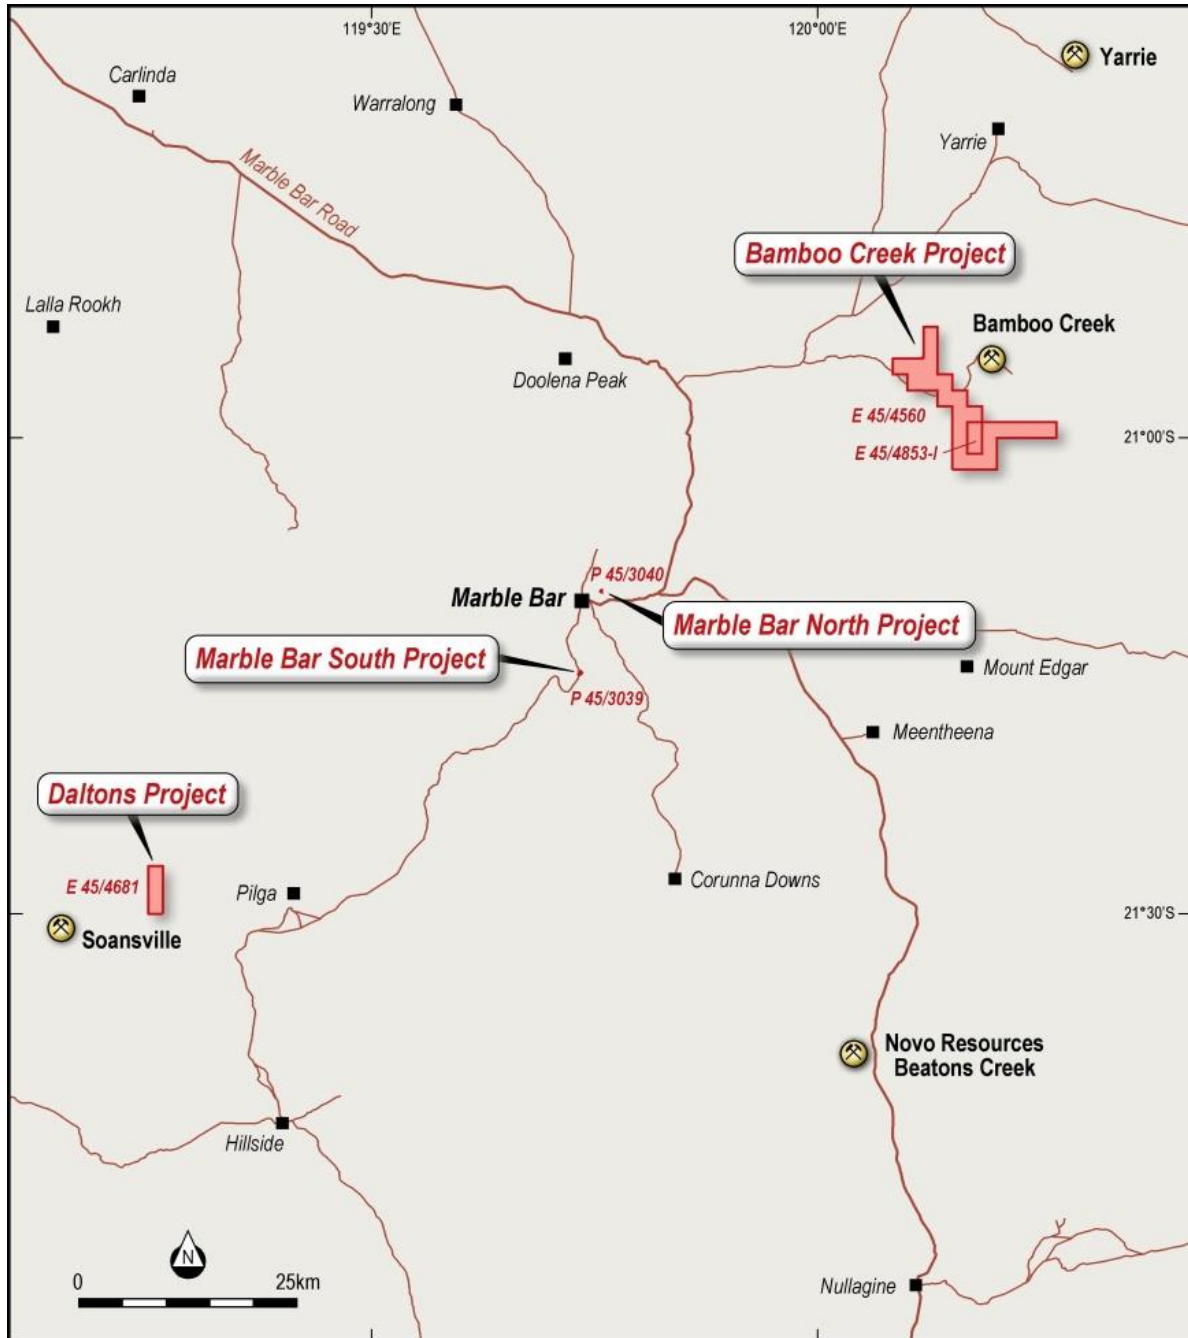 119°30'E
120°00'E
Yarrie
Carlinda
Warralong
Yarrie
Marble Bar Road
Bamboo Creek Project
Lalla Rookh
Bamboo Creek
Doolena Peak
E 45/4560
21°00'S
E 45/4853-I
P 45/3040
Marble Bar
Marble Bar North Project
Marble Bar South Project
Mount Edgar
P 45/3039
Meentheena
Daltons Project
E 45/4681
Pilga
Corunna Downs
21°30'S
Soansville
Novo Resources
Beatons Creek
Hillside
N
0 25km
Nullagine